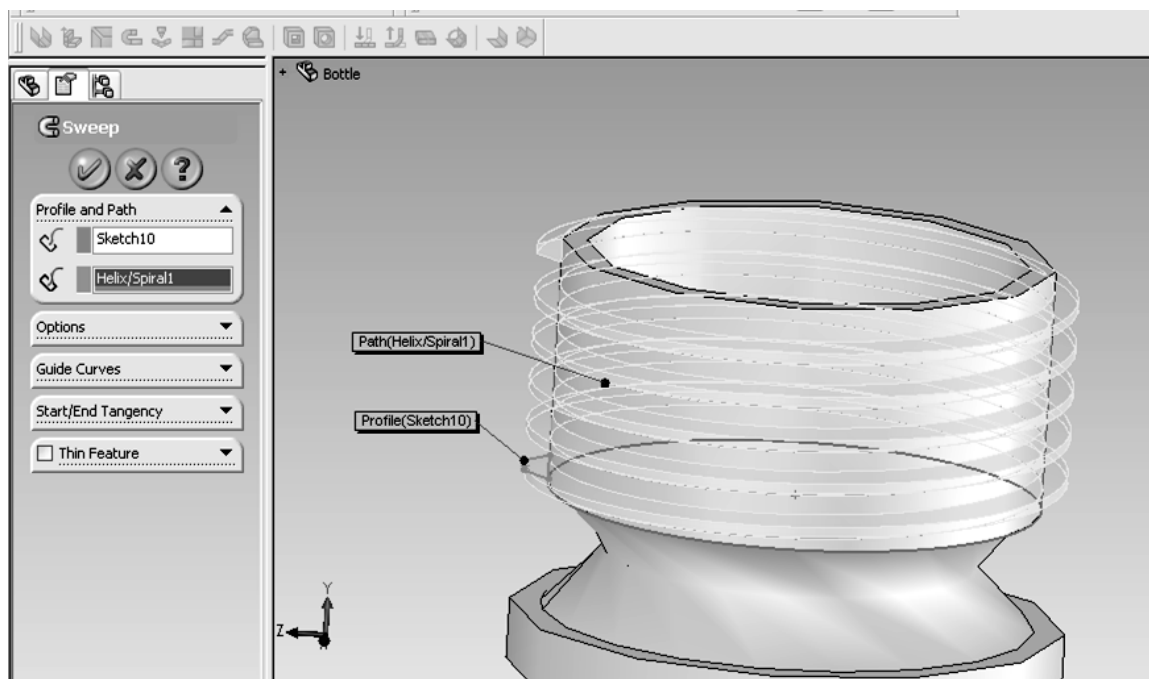 Bottle
Sweep
Profile and Path
Sketch10
Helix/Spiral1
Options
Guide Curves
Start/End Tangency
Thin Feature
Path(Helix/Spiral1)
Profile(Sketch10)
Y
Z